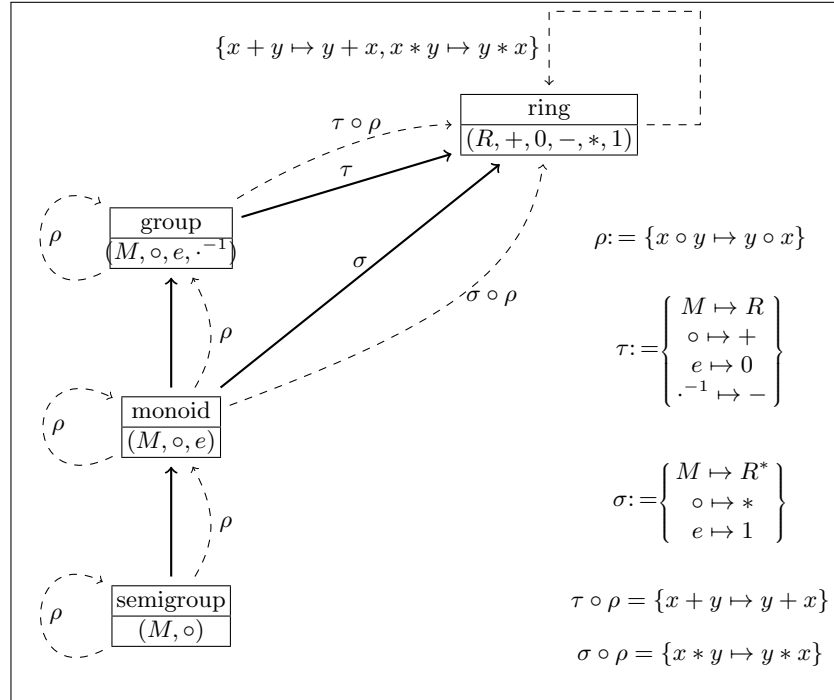 {x + y ↦ y + x, x ∗ y ↦ y ∗ x}
ring
(R, +, 0, −, ∗, 1)
τ ∘ ρ
τ
group
(M, ∘, e, ·⁻¹)
ρ
σ
σ ∘ ρ
ρ
monoid
(M, ∘, e)
ρ
ρ
semigroup
(M, ∘)
ρ
ρ: = {x ∘ y ↦ y ∘ x}
τ: = { M ↦ R
∘ ↦ +
e ↦ 0
·⁻¹ ↦ − }
σ: = { M ↦ R*
∘ ↦ ∗
e ↦ 1 }
τ ∘ ρ = {x + y ↦ y + x}
σ ∘ ρ = {x ∗ y ↦ y ∗ x}